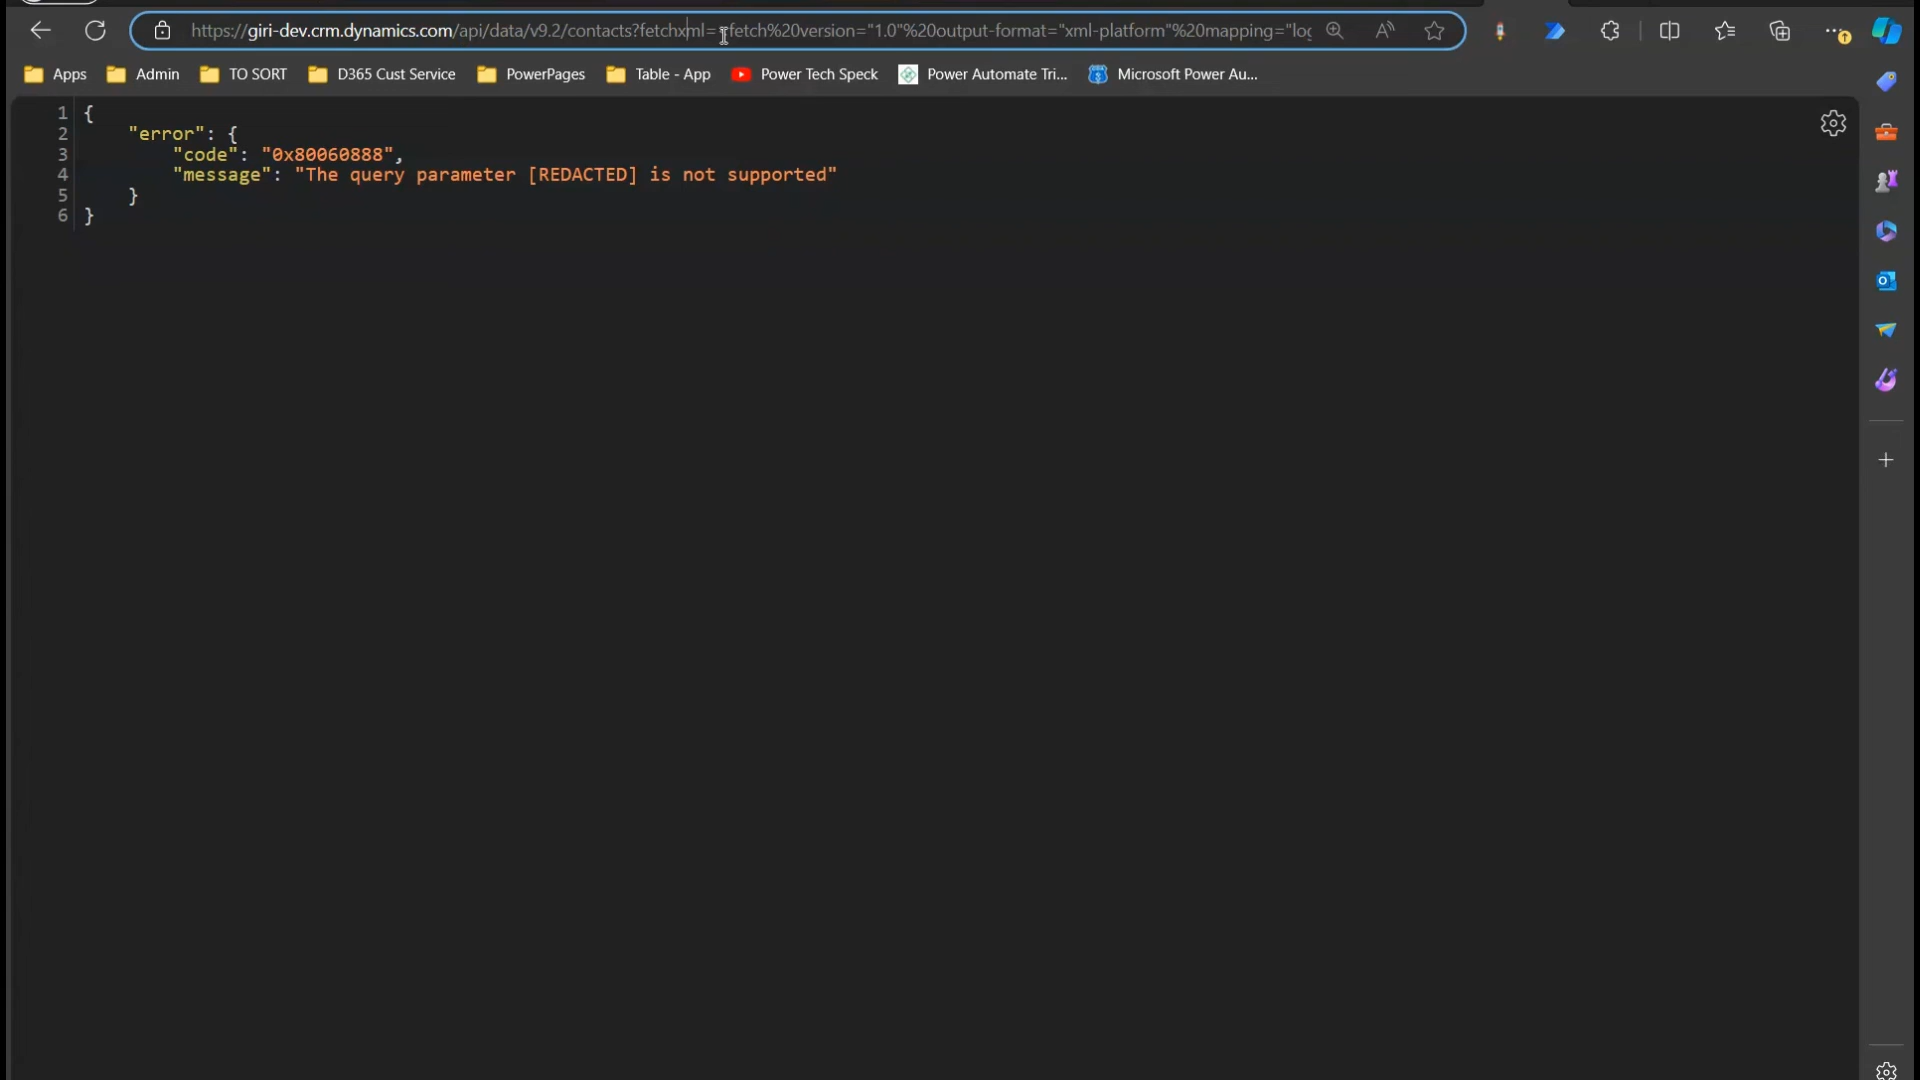 https://giri-dev.crm.dynamics.com/api/data/v9.2/contacts?fetchxml=<fetch%20version="1.0"%20output-format="xml-platform"%20mapping="log
Apps Admin TO SORT D365 Cust Service PowerPages Table - App Power Tech Speck Power Automate Tri... Microsoft Power Au...
1 {
2 "error": {
3 "code": "0x80060888",
4 "message": "The query parameter [REDACTED] is not supported"
5 }
6 }